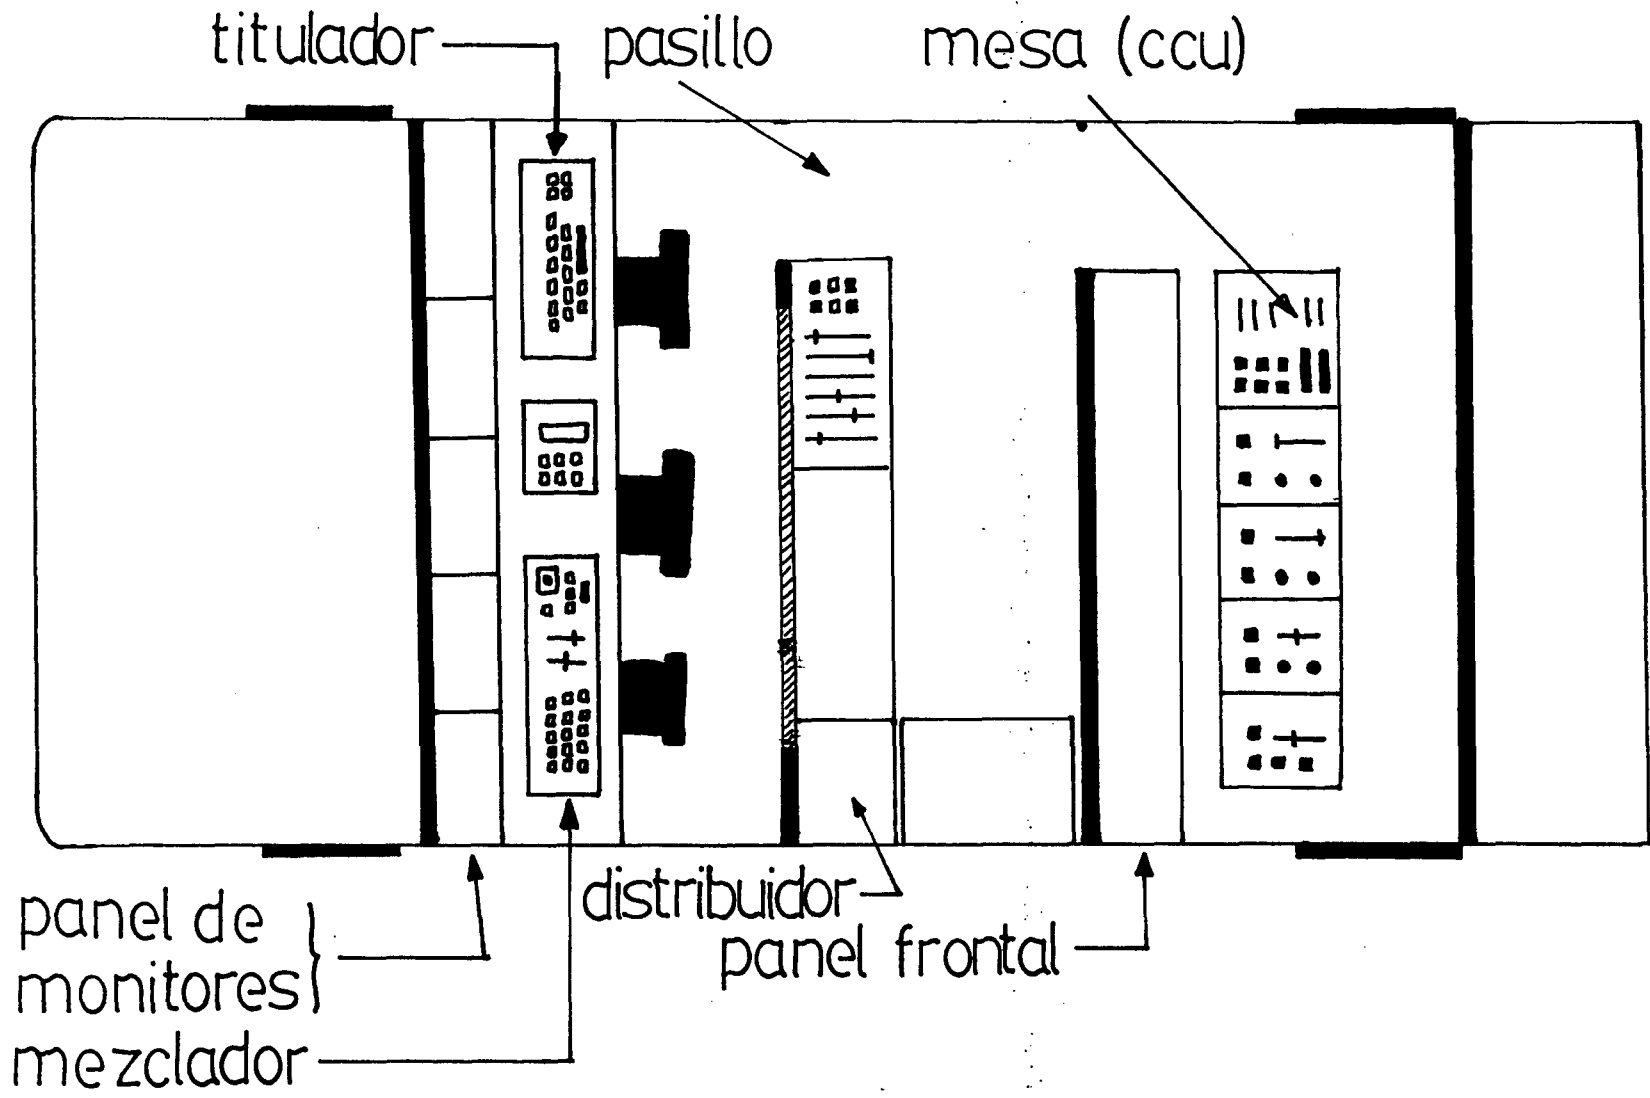 titulador
pasillo
mesa (ccu)
distribuidor
panel de
monitores
panel frontal
mezclador